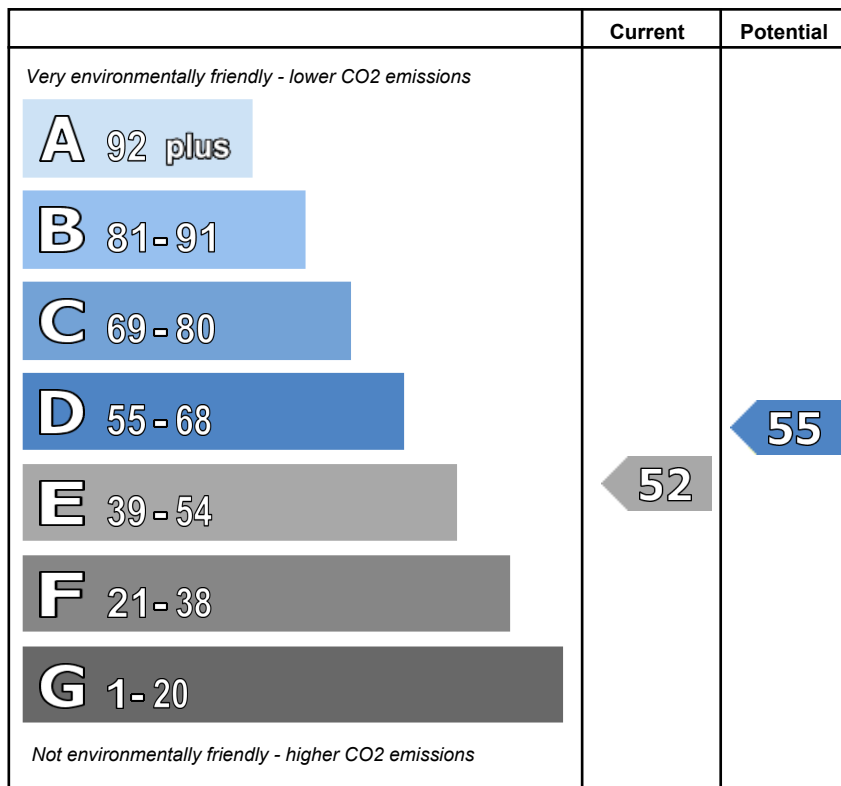 Current Potential
Very environmentally friendly - lower CO2 emissions
A 92 plus
B 81-91
C 69-80
D 55-68
55
E 39-54
52
F 21-38
G 1-20
Not environmentally friendly - higher CO2 emissions